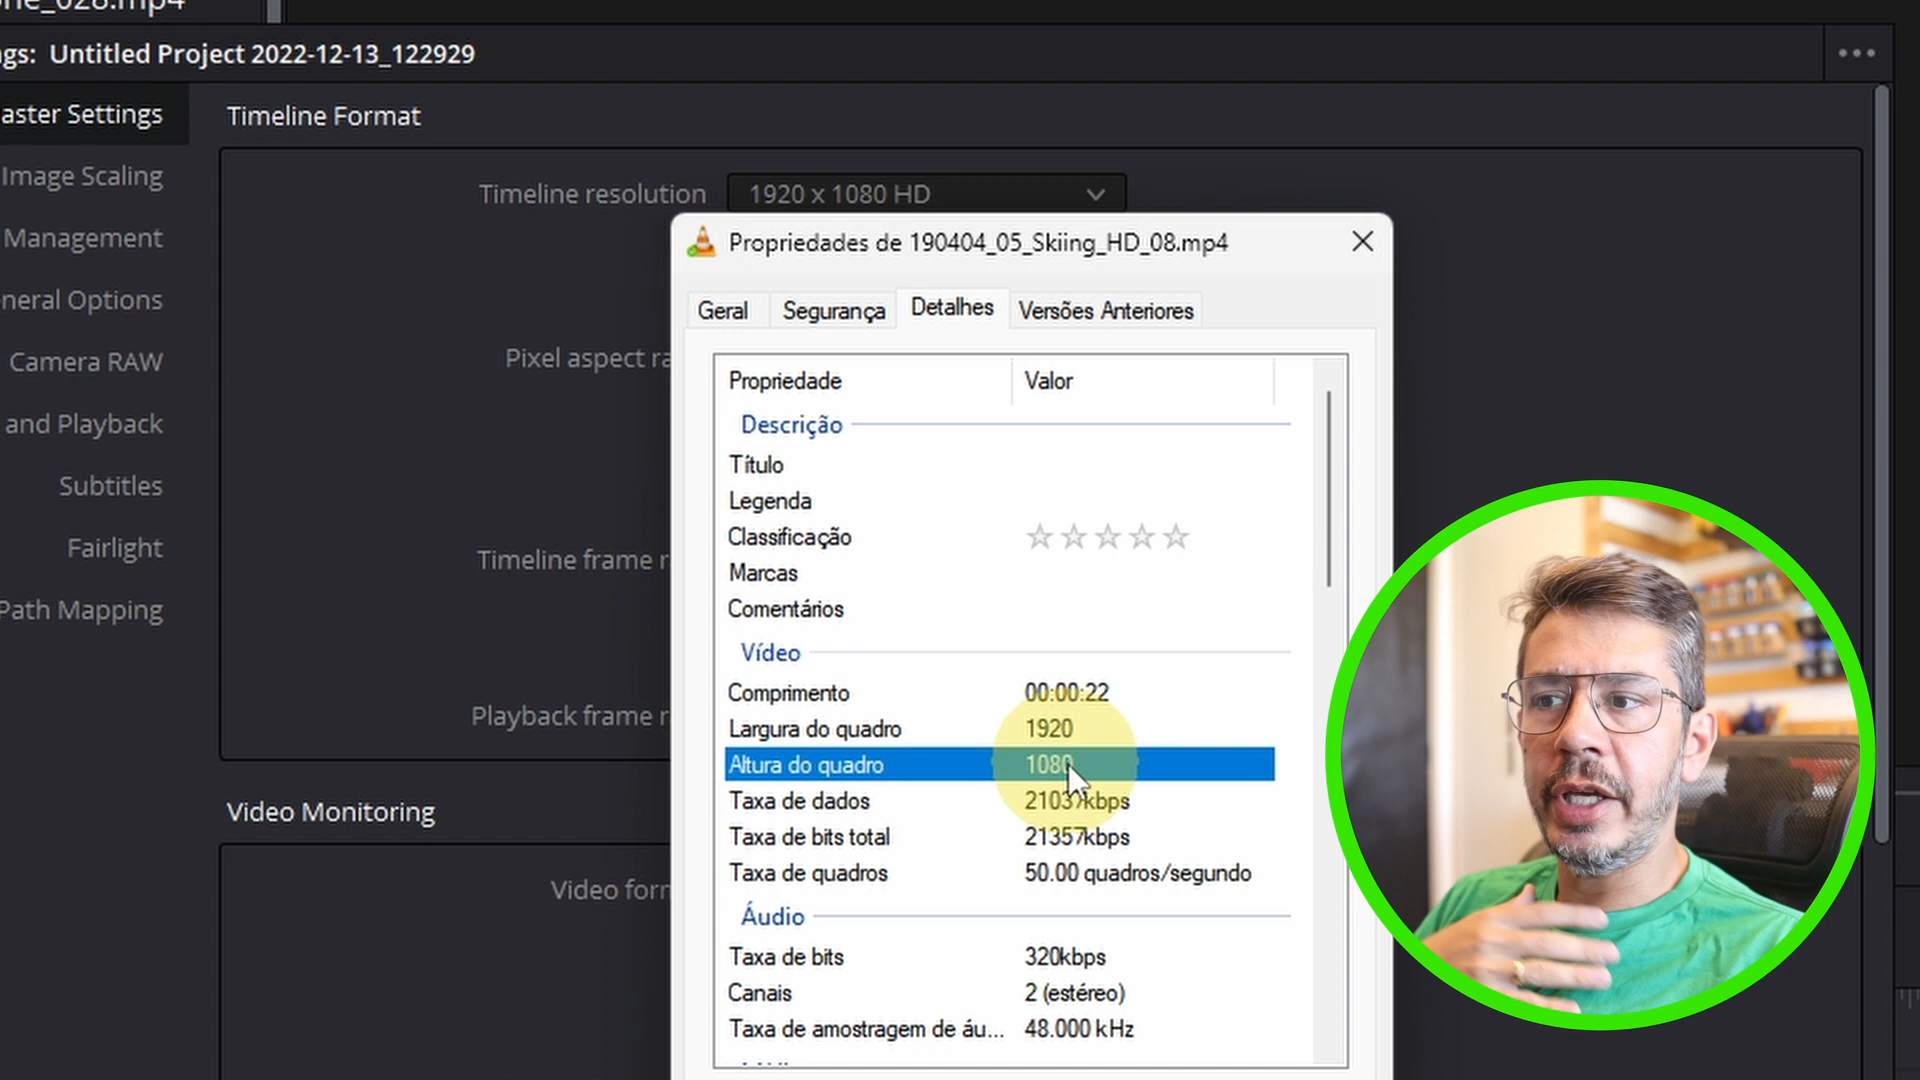 ne_028.mp4
gs: Untitled Project 2022-12-13_122929
aster Settings
Image Scaling
Management
neral Options
Camera RAW
and Playback
Subtitles
Fairlight
Path Mapping
Timeline Format
Timeline resolution 1920 x 1080 HD
Pixel aspect ra
Timeline frame r
Playback frame r
Video Monitoring
Video forn
Propriedades de 190404_05_Skiing_HD_08.mp4
Geral Segurança Detalhes Versões Anteriores
Propriedade Valor
Descrição
Título
Legenda
Classificação
Marcas
Comentários
Vídeo
Comprimento 00:00:22
Largura do quadro 1920
Altura do quadro 1080
Taxa de dados 21037kbps
Taxa de bits total 21357kbps
Taxa de quadros 50.00 quadros/segundo
Áudio
Taxa de bits 320kbps
Canais 2 (estéreo)
Taxa de amostragem de áu... 48.000 kHz